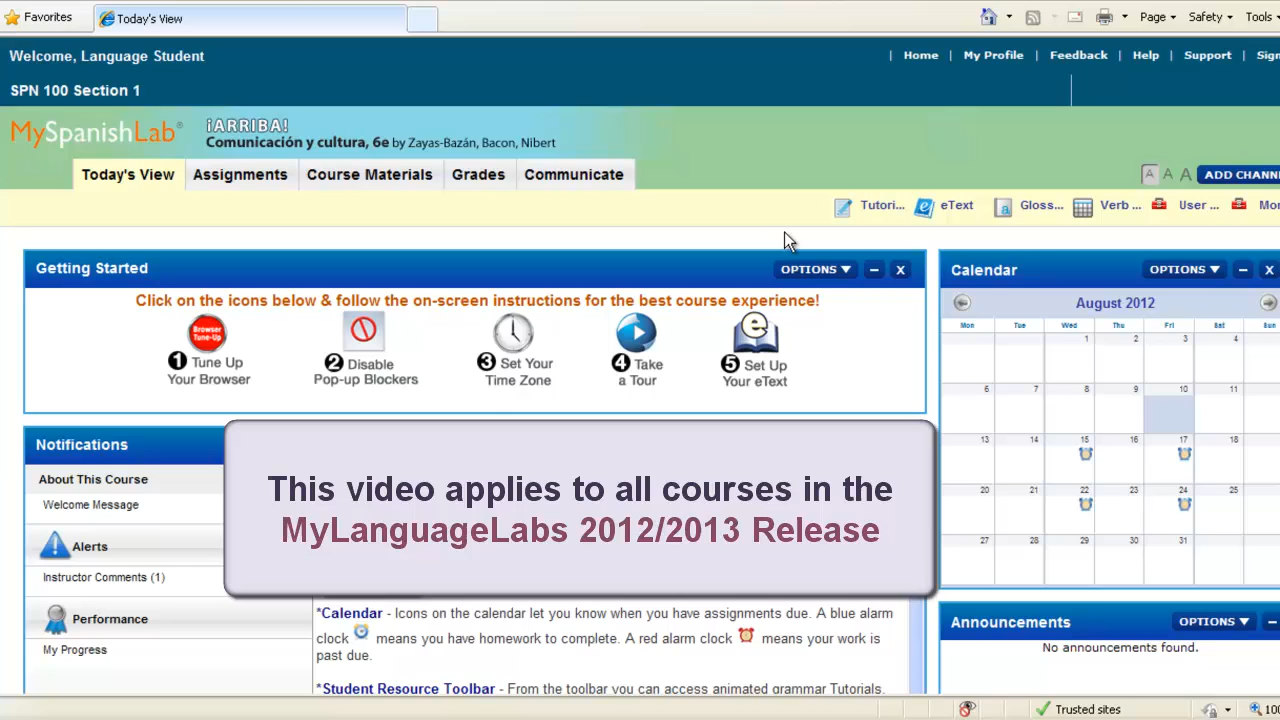 Favorites
Today's View
Page
Safety
Tools
Welcome, Language Student
Home | My Profile | Feedback | Help | Support | Sign
SPN 100 Section 1
MySpanishLab®
¡ARRIBA!
Comunicación y cultura, 6e by Zayas-Bazán, Bacon, Nibert
Today's View
Assignments
Course Materials
Grades
Communicate
A A A
ADD CHANN
Tutori...
eText
Gloss...
Verb ...
User ...
Mor
Getting Started
OPTIONS
Click on the icons below & follow the on-screen instructions for the best course experience!
Browser Tune-Up
1 Tune Up
Your Browser
2 Disable
Pop-up Blockers
3 Set Your
Time Zone
4 Take
a Tour
5 Set Up
Your eText
Calendar
OPTIONS
August 2012
Mon Tue Wed Thu Fri Sat Sun
1 2 3 4
6 7 8 9 10 11
13 14 15 16 17 18
20 21 22 23 24 25
27 28 29 30 31
Notifications
About This Course
Welcome Message
Alerts
Instructor Comments (1)
Performance
My Progress
This video applies to all courses in the
MyLanguageLabs 2012/2013 Release
*Calendar - Icons on the calendar let you know when you have assignments due. A blue alarm
clock means you have homework to complete. A red alarm clock means your work is
past due.
*Student Resource Toolbar - From the toolbar you can access animated grammar Tutorials,
Announcements
OPTIONS
No announcements found.
Trusted sites
100